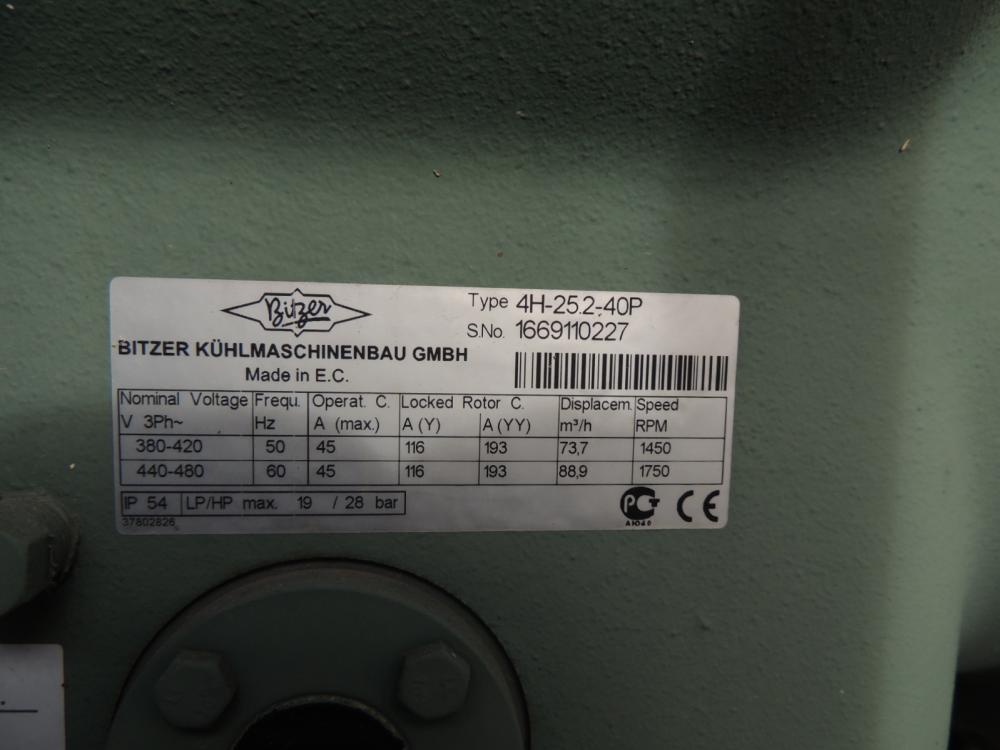 Bitzer
BITZER KÜHLMASCHINENBAU GMBH
Made in E.C.
Type 4H-25.2-40P
S.No. 1669110227
Nominal Voltage Frequ. Operat. C. Locked Rotor C. Displacem. Speed
V 3Ph~ Hz A (max.) A (Y) A (YY) m³/h RPM
380-420 50 45 116 193 73,7 1450
440-480 60 45 116 193 88,9 1750
IP 54 LP/HP max. 19 / 28 bar
37802826
РСТ
CE